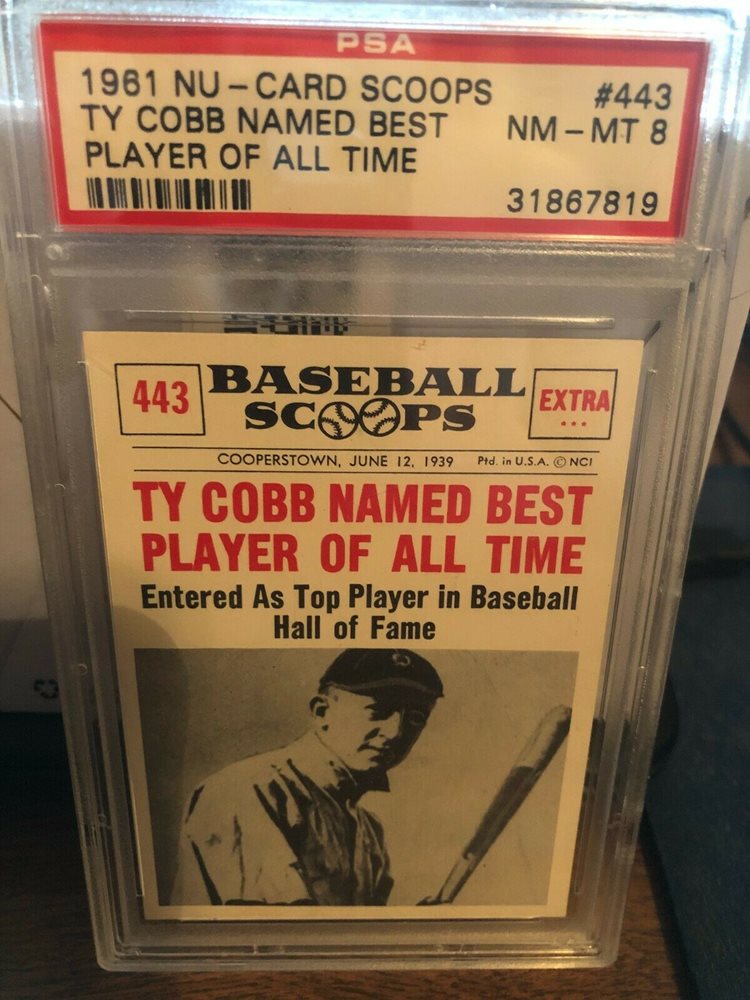 PSA
1961 NU-CARD SCOOPS #443
TY COBB NAMED BEST NM-MT 8
PLAYER OF ALL TIME
31867819
443 BASEBALL SCOOPS EXTRA
COOPERSTOWN, JUNE 12, 1939 Ptd. in U.S.A. © NCI
TY COBB NAMED BEST
PLAYER OF ALL TIME
Entered As Top Player in Baseball
Hall of Fame